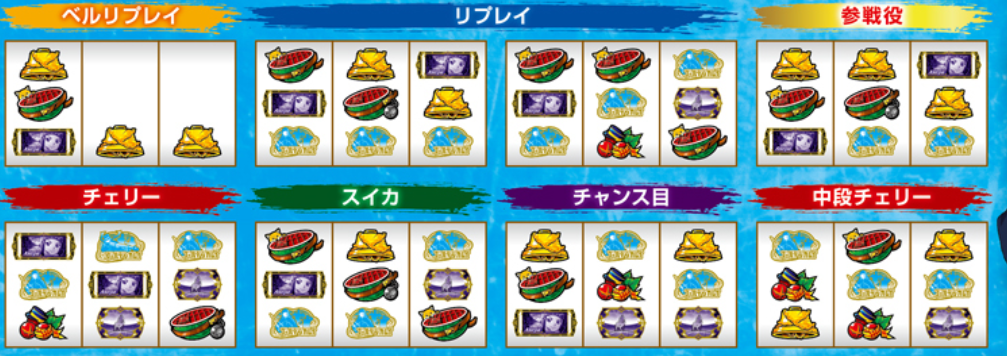 ベルリプレイ
リプレイ
参戦役
チェリー
スイカ
チャンス目
中段チェリー